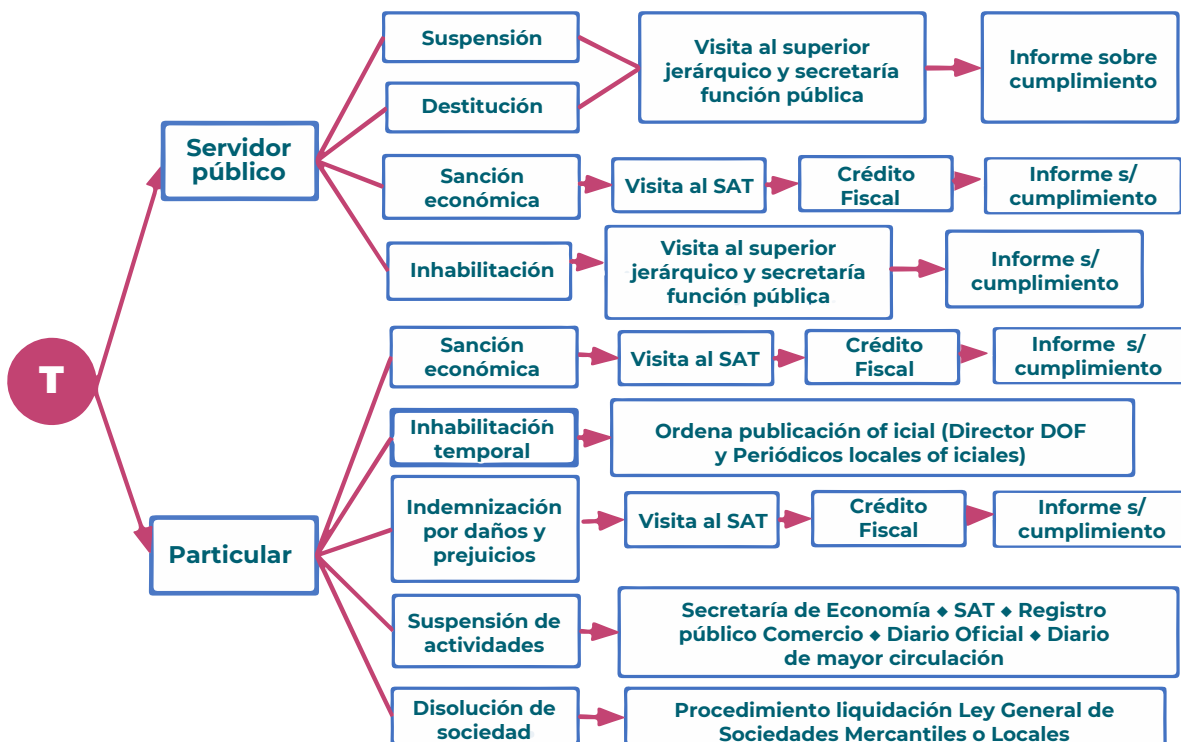 Suspensión
Visita al superior
jerárquico y secretaría
función pública
Informe sobre
cumplimiento
Destitución
Servidor
público
Sanción
económica
Visita al SAT
Crédito
Fiscal
Informe s/
cumplimiento
Inhabilitación
Visita al superior
jerárquico y secretaría
función pública
Informe s/
cumplimiento
T
Sanción
económica
Visita al SAT
Crédito
Fiscal
Informe s/
cumplimiento
Inhabilitación
temporal
Ordena publicación of icial (Director DOF
y Periódicos locales of iciales)
Particular
Indemnización
por daños y
prejuicios
Visita al SAT
Crédito
Fiscal
Informe s/
cumplimiento
Suspensión de
actividades
Secretaría de Economía ◆ SAT ◆ Registro
público Comercio ◆ Diario Oficial ◆ Diario
de mayor circulación
Disolución de
sociedad
Procedimiento liquidación Ley General de
Sociedades Mercantiles o Locales